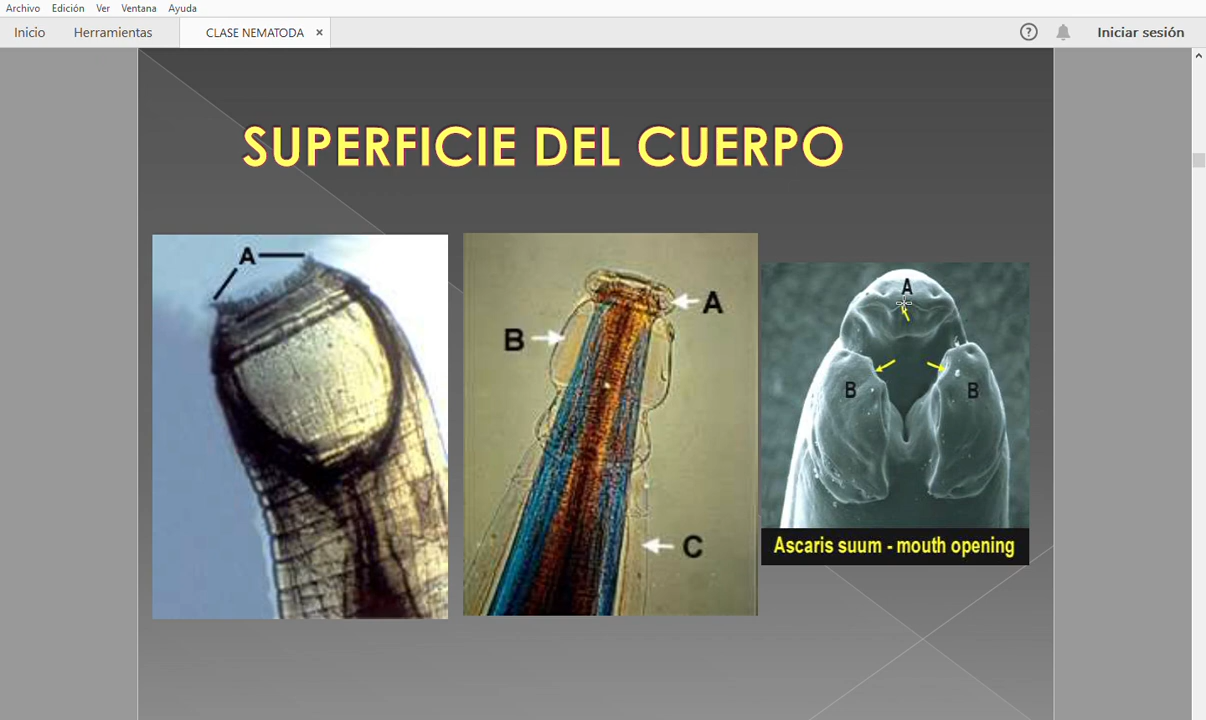 Archivo Edición Ver Ventana Ayuda
Inicio Herramientas CLASE NEMATODA × ? Iniciar sesión
SUPERFICIE DEL CUERPO
A
B
A
C
A
B B
Ascaris suum - mouth opening